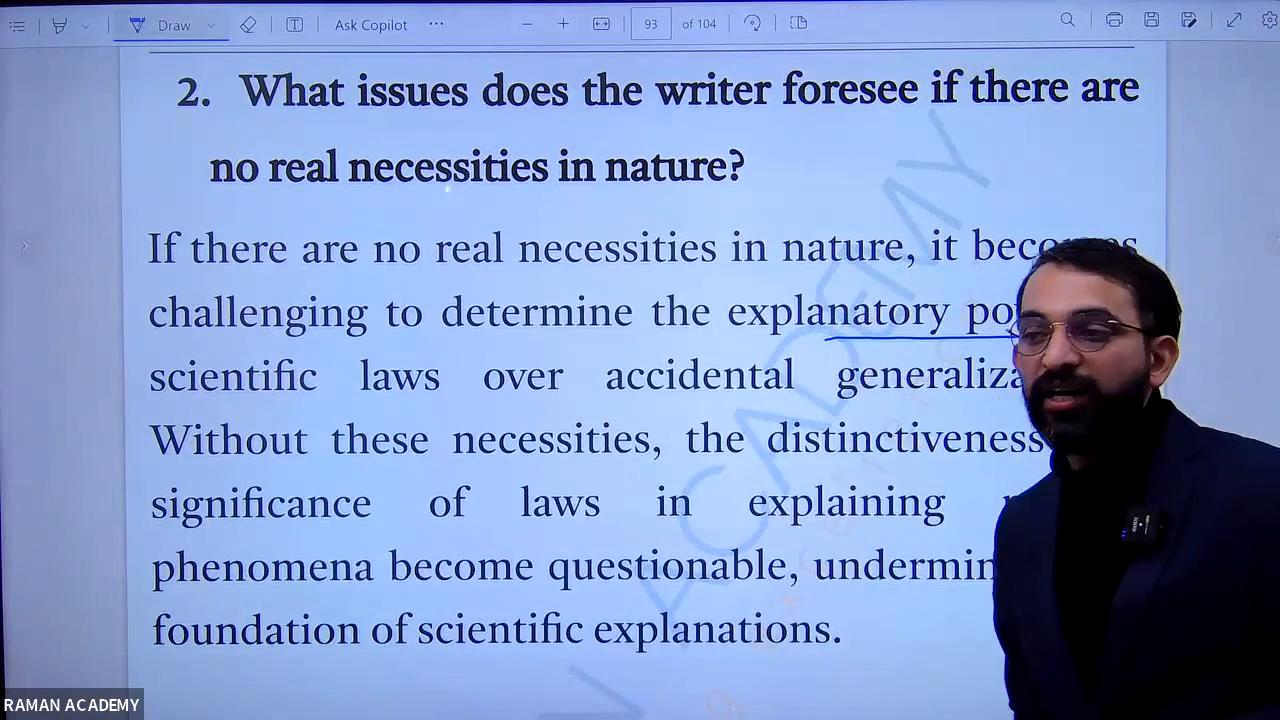 Draw
Ask Copilot
93 of 104
2. What issues does the writer foresee if there are
no real necessities in nature?
If there are no real necessities in nature, it becomes
challenging to determine the explanatory
scientific laws over accidental
Without these necessities, the distinctiveness
significance of laws in explaining
phenomena become questionable,
foundation of scientific explanations.
ACADEMY
RAMAN ACADEMY